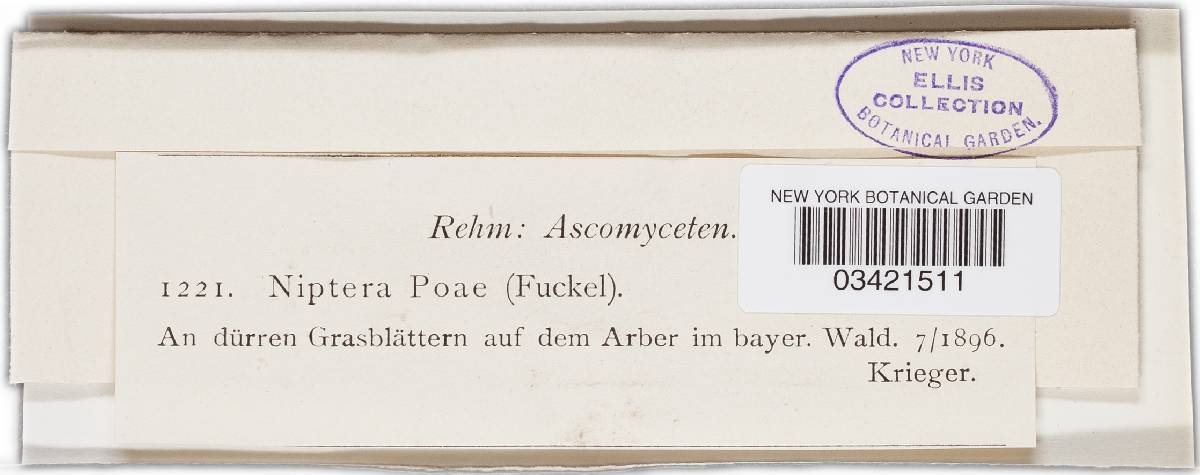 NEW YORK
ELLIS
COLLECTION
BOTANICAL GARDEN.
NEW YORK BOTANICAL GARDEN
03421511
Rehm: Ascomyceten.
1221. Niptera Poae (Fuckel).
An dürren Grasblättern auf dem Arber im bayer. Wald. 7/1896.
Krieger.